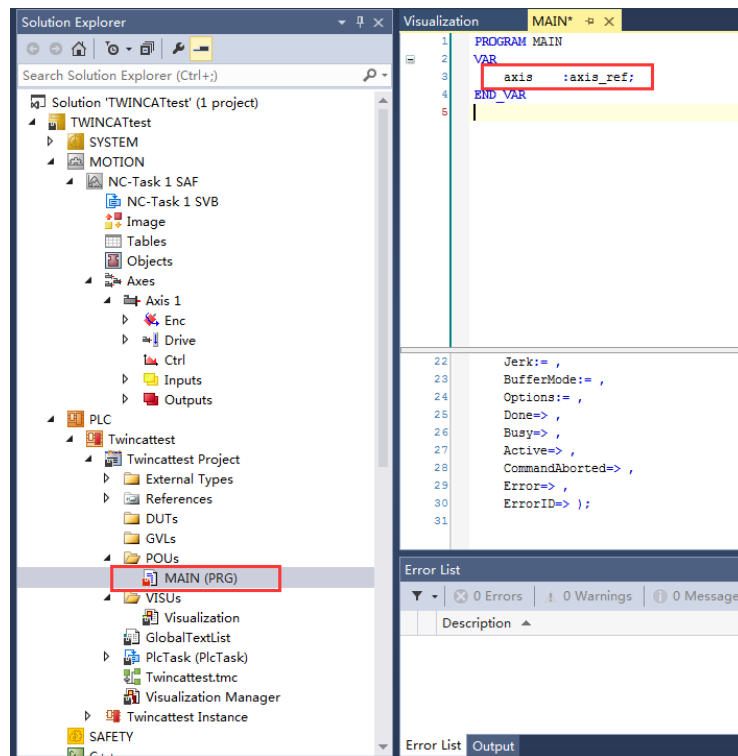 Solution Explorer
Search Solution Explorer (Ctrl+;)
Solution 'TWINCATtest' (1 project)
TWINCATtest
SYSTEM
MOTION
NC-Task 1 SAF
NC-Task 1 SVB
Image
Tables
Objects
Axes
Axis 1
Enc
Drive
Ctrl
Inputs
Outputs
PLC
Twincattest
Twincattest Project
External Types
References
DUTs
GVLs
POUs
MAIN (PRG)
VISUs
Visualization
GlobalTextList
PlcTask (PlcTask)
Twincattest.tmc
Visualization Manager
Twincattest Instance
SAFETY
Visualization MAIN*
1 PROGRAM MAIN
2 VAR
3 axis :axis_ref;
4 END_VAR
5
22 Jerk:= ,
23 BufferMode:= ,
24 Options:= ,
25 Done=> ,
26 Busy=> ,
27 Active=> ,
28 CommandAborted=> ,
29 Error=> ,
30 ErrorID=> );
31
Error List
0 Errors 0 Warnings 0 Message
Description
Error List Output